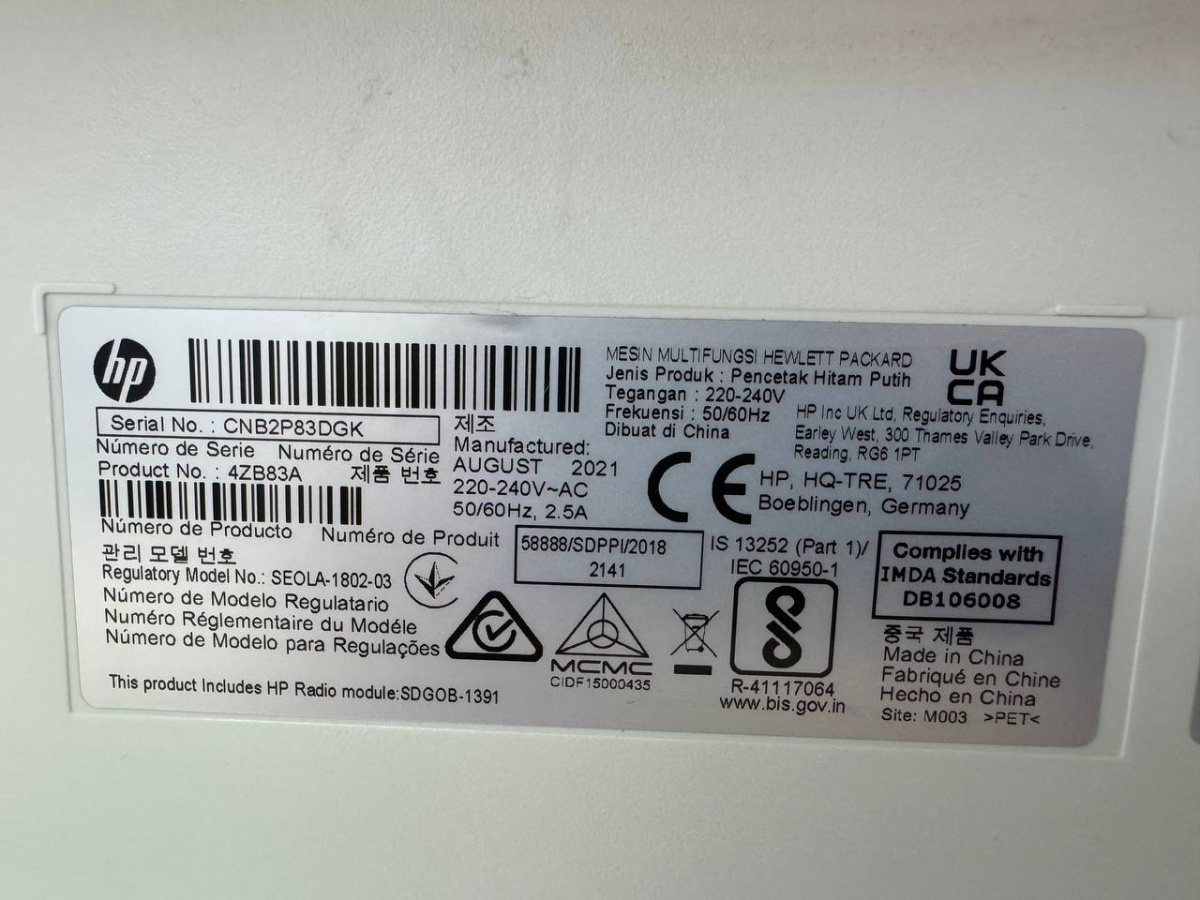 hp
Serial No. : CNB2P83DGK
Número de Serie Numéro de Série
Product No. : 4ZB83A 제품 번호
Número de Producto Numéro de Produit
관리 모델 번호
Regulatory Model No.: SEOLA-1802-03
Número de Modelo Regulatario
Numéro Réglementaire du Modéle
Número de Modelo para Regulações
This product Includes HP Radio module:SDGOB-1391
제조
Manufactured:
AUGUST 2021
220-240V~AC
50/60Hz, 2.5A
58888/SDPPI/2018
2141
MCMC
CIDF15000435
MESIN MULTIFUNGSI HEWLETT PACKARD
Jenis Produk : Pencetak Hitam Putih
Tegangan : 220-240V
Frekuensi : 50/60Hz
Dibuat di China
UK
CA
HP Inc UK Ltd, Regulatory Enquiries,
Earley West, 300 Thames Valley Park Drive,
Reading, RG6 1PT
CE
HP, HQ-TRE, 71025
Boeblingen, Germany
IS 13252 (Part 1)/
IEC 60950-1
R-41117064
www.bis.gov.in
Complies with
IMDA Standards
DB106008
중국 제품
Made in China
Fabriqué en Chine
Hecho en China
Site: M003 >PET<